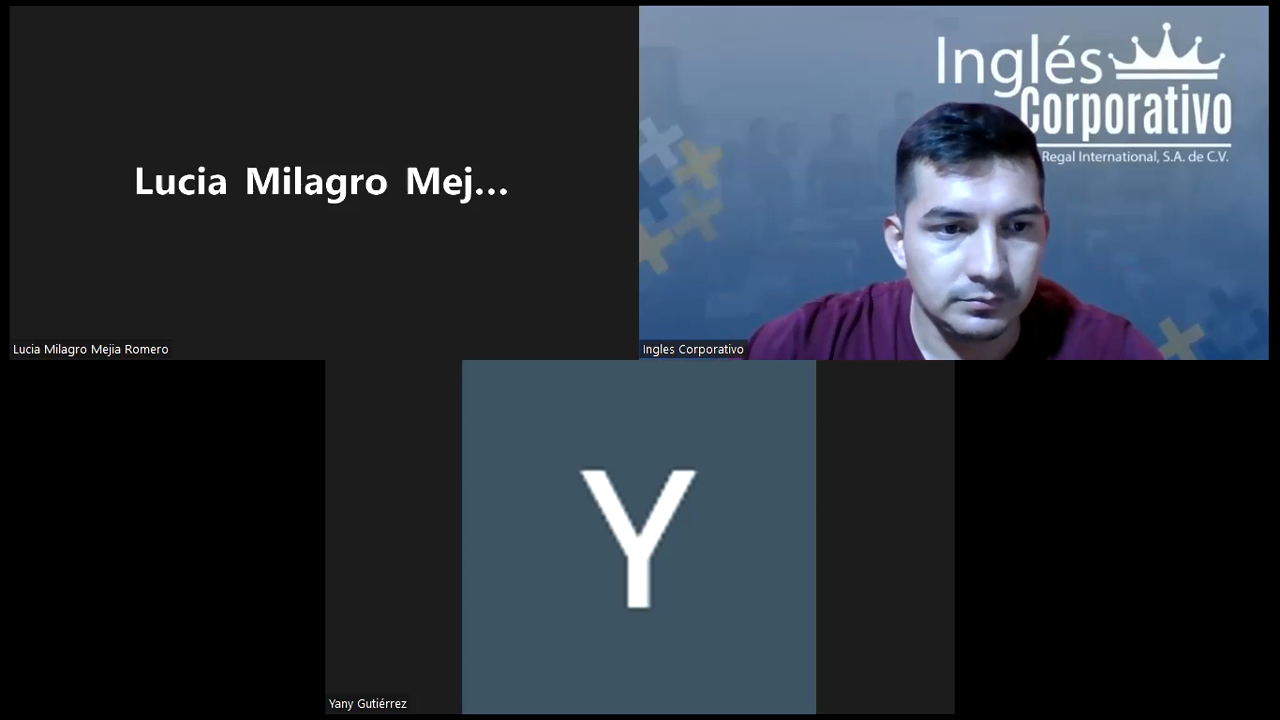 Lucia Milagro Mej...
Lucia Milagro Mejia Romero
Inglés
Corporativo
Regal International, S.A. de C.V.
Ingles Corporativo
Y
Yany Gutiérrez